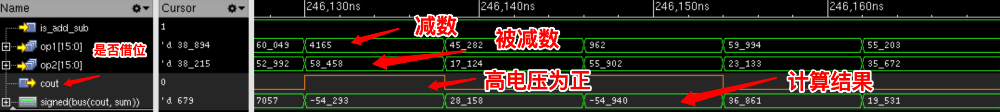 Name Cursor 246,130ns 246,140ns 246,150ns 246,160ns
is_add_sub 1
减数
op1[15:0] 'd 38_894 60_049 4165 45_282 962 59_994 55_203
是否借位
被减数
op2[15:0] 'd 38_215 52_992 58_458 17_124 55_902 23_133 35_672
cout 0
高电压为正
计算结果
signed(bus(cout, sum)) 'd 679 7057 -54_293 28_158 -54_940 36_861 19_531